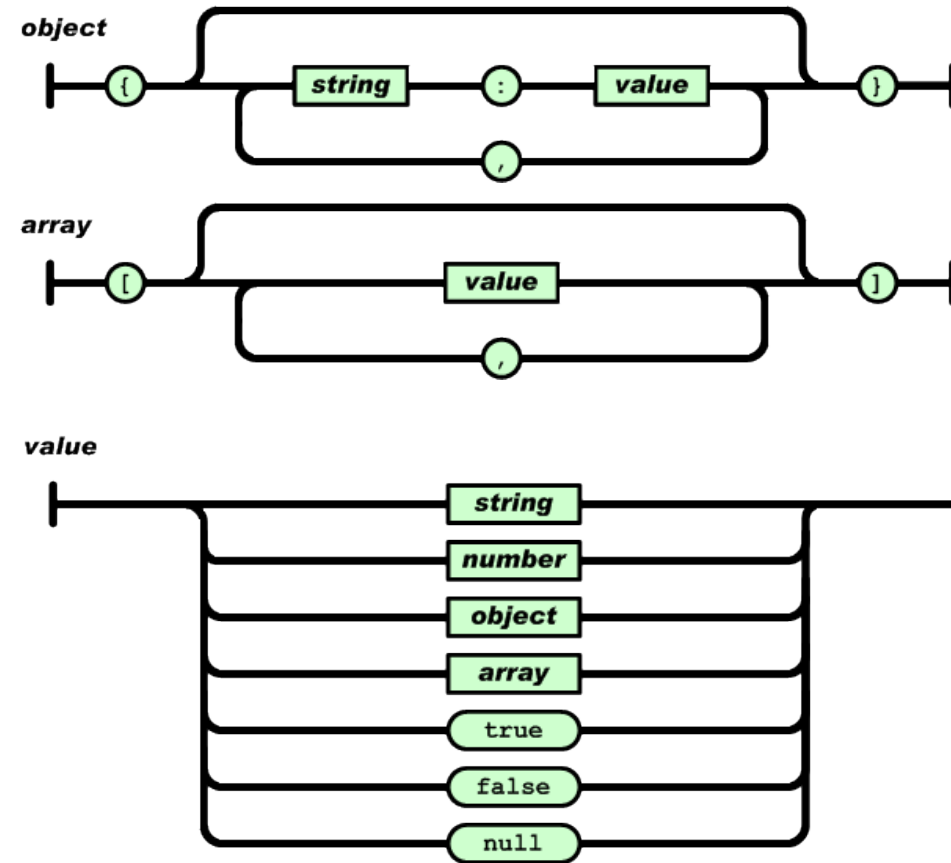 object
{ string : value }
,
array
[ value ]
,
value
string
number
object
array
true
false
null